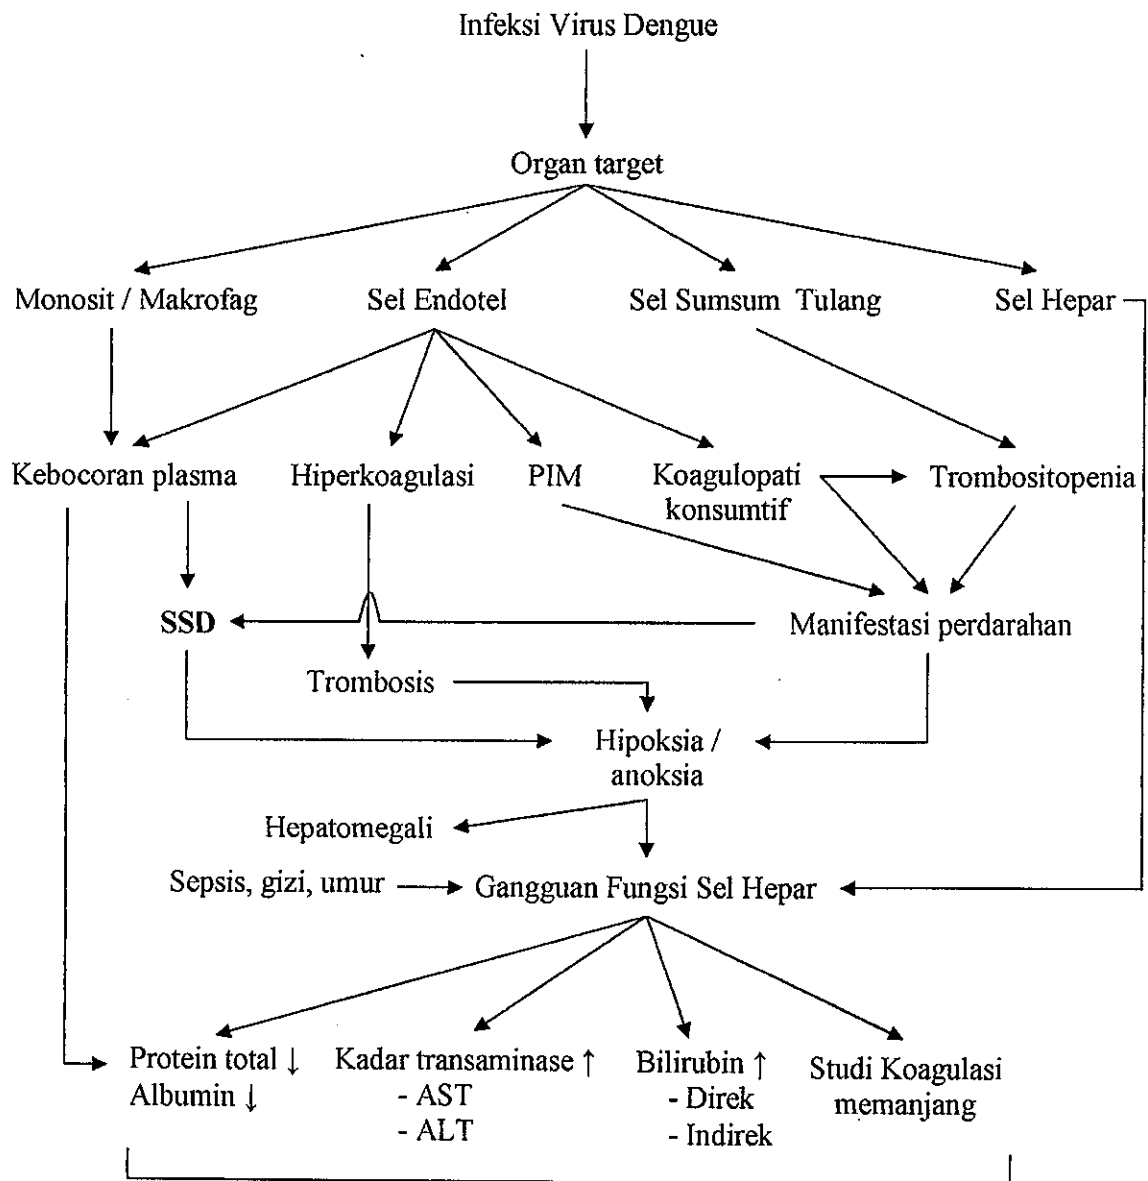 Infeksi Virus Dengue
Organ target
Monosit / Makrofag
Sel Endotel
Sel Sumsum Tulang
Sel Hepar
Kebocoran plasma
Hiperkoagulasi
PIM
Koagulopati
konsumtif
Trombositopenia
SSD
Manifestasi perdarahan
Trombosis
Hipoksia /
anoksia
Hepatomegali
Sepsis, gizi, umur
Gangguan Fungsi Sel Hepar
Protein total ↓
Albumin ↓
Kadar transaminase ↑
- AST
- ALT
Bilirubin ↑
- Direk
- Indirek
Studi Koagulasi
memanjang